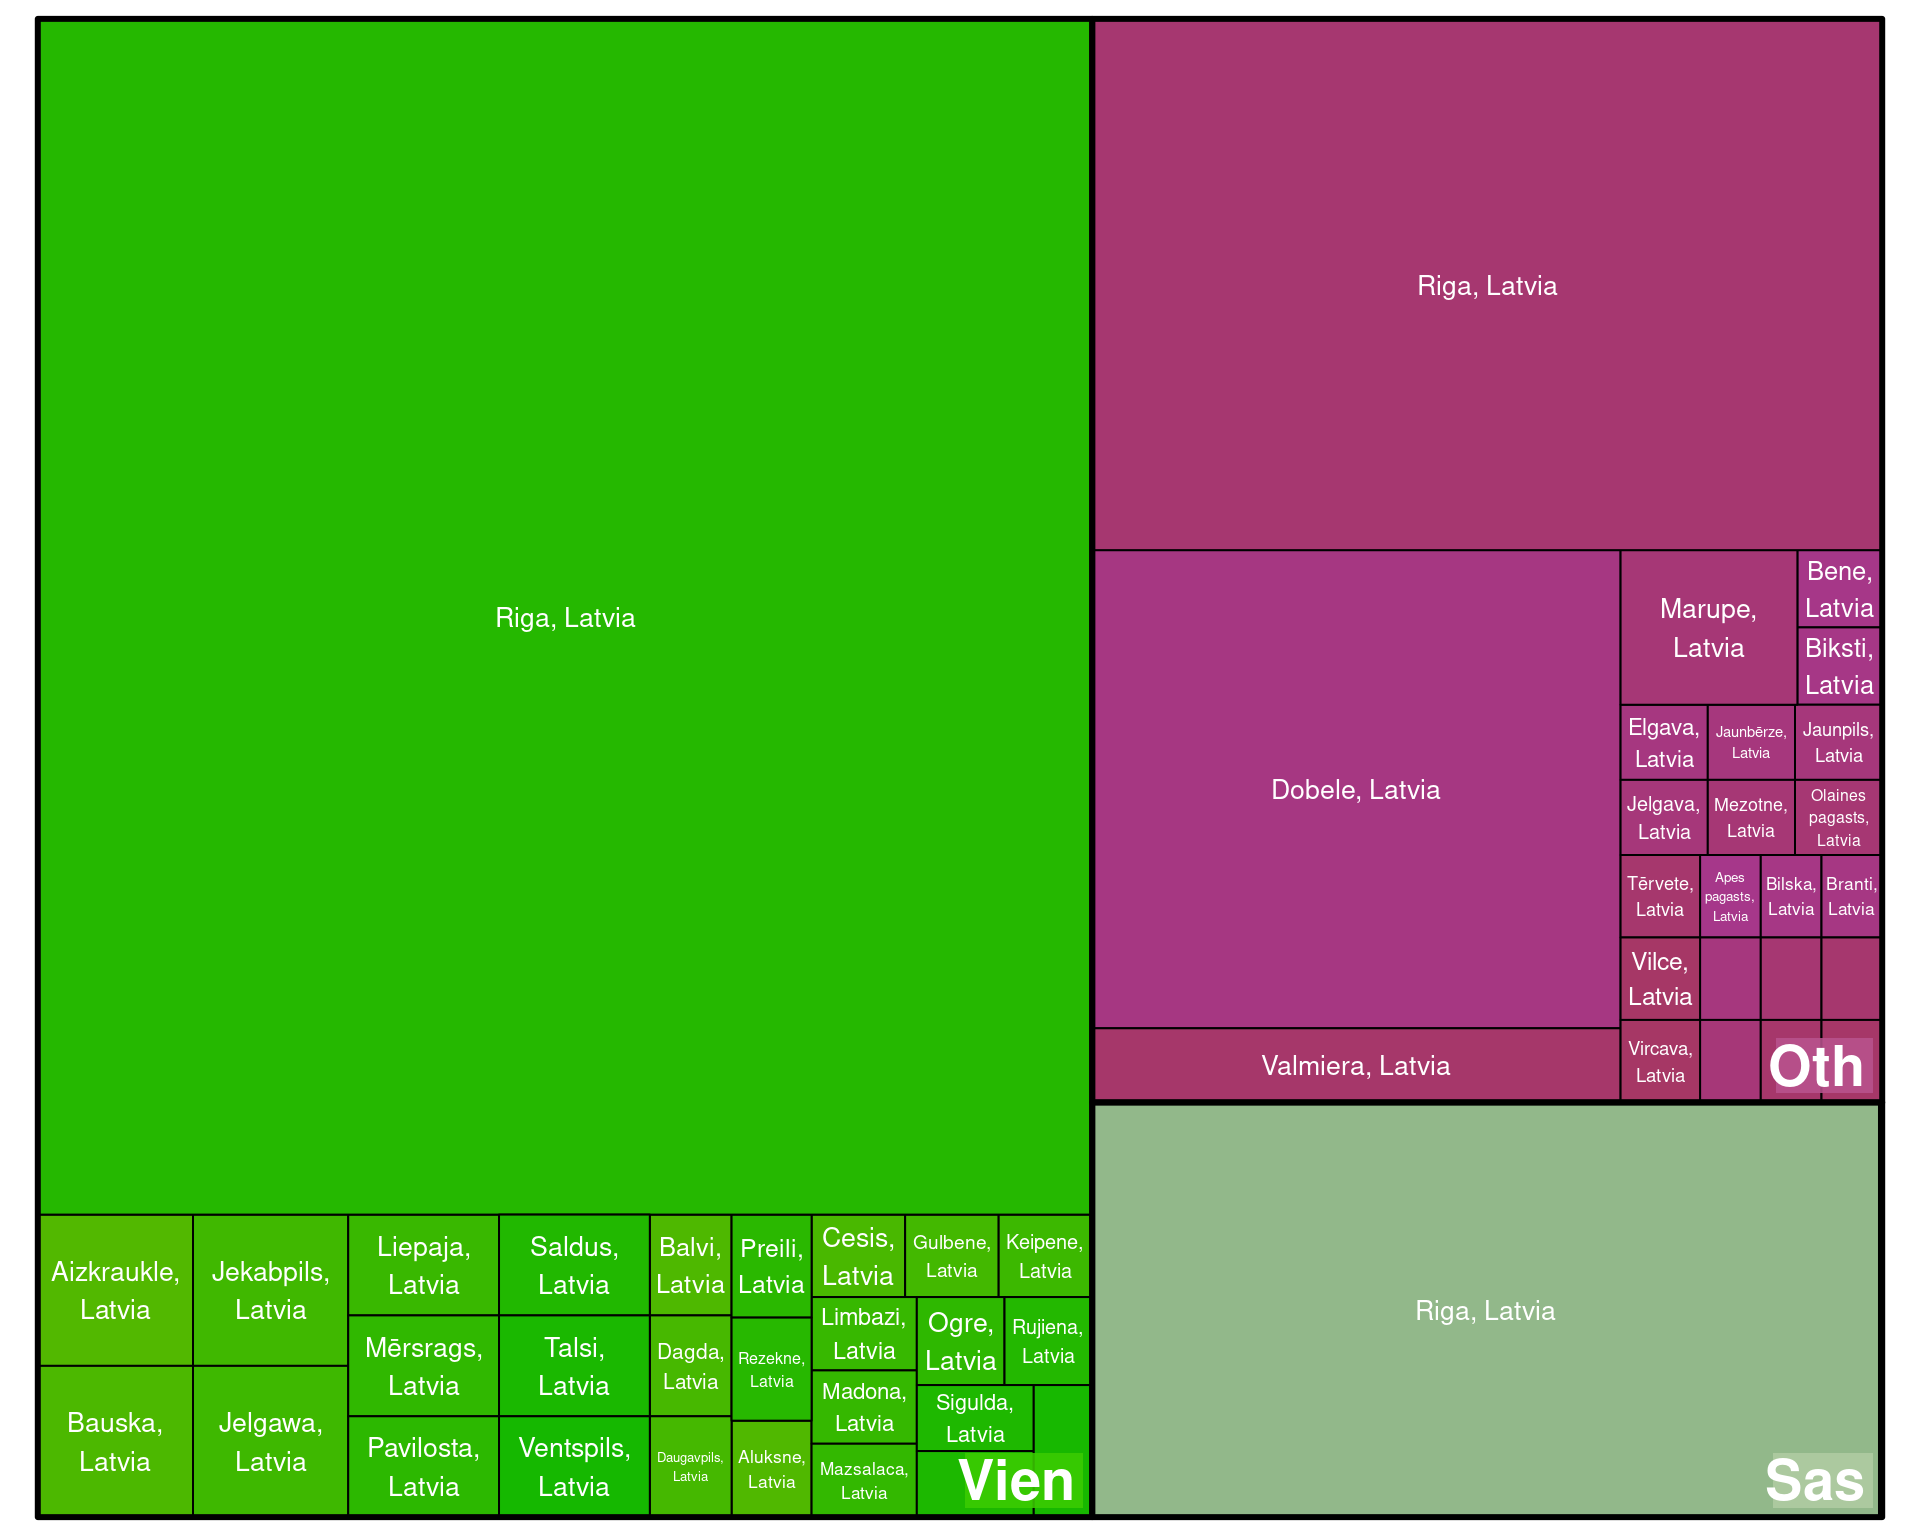 Riga, Latvia
Aizkraukle,
Latvia
Bauska,
Latvia
Jekabpils,
Latvia
Jelgawa,
Latvia
Liepaja,
Latvia
Mērsrags,
Latvia
Pavilosta,
Latvia
Saldus,
Latvia
Talsi,
Latvia
Ventspils,
Latvia
Balvi,
Latvia
Dagda,
Latvia
Daugavpils,
Latvia
Preili,
Latvia
Rezekne,
Latvia
Aluksne,
Latvia
Cesis,
Latvia
Gulbene,
Latvia
Keipene,
Latvia
Limbazi,
Latvia
Madona,
Latvia
Mazsalaca,
Latvia
Ogre,
Latvia
Rujiena,
Latvia
Sigulda,
Latvia
Vien
Riga, Latvia
Dobele, Latvia
Valmiera, Latvia
Marupe,
Latvia
Bene,
Latvia
Biksti,
Latvia
Elgava,
Latvia
Jaunbērze,
Latvia
Jaunpils,
Latvia
Jelgava,
Latvia
Mezotne,
Latvia
Olaines
pagasts,
Latvia
Tērvete,
Latvia
Apes
pagasts,
Latvia
Bilska,
Latvia
Branti,
Latvia
Vilce,
Latvia
Vircava,
Latvia
Oth
Riga, Latvia
Sas